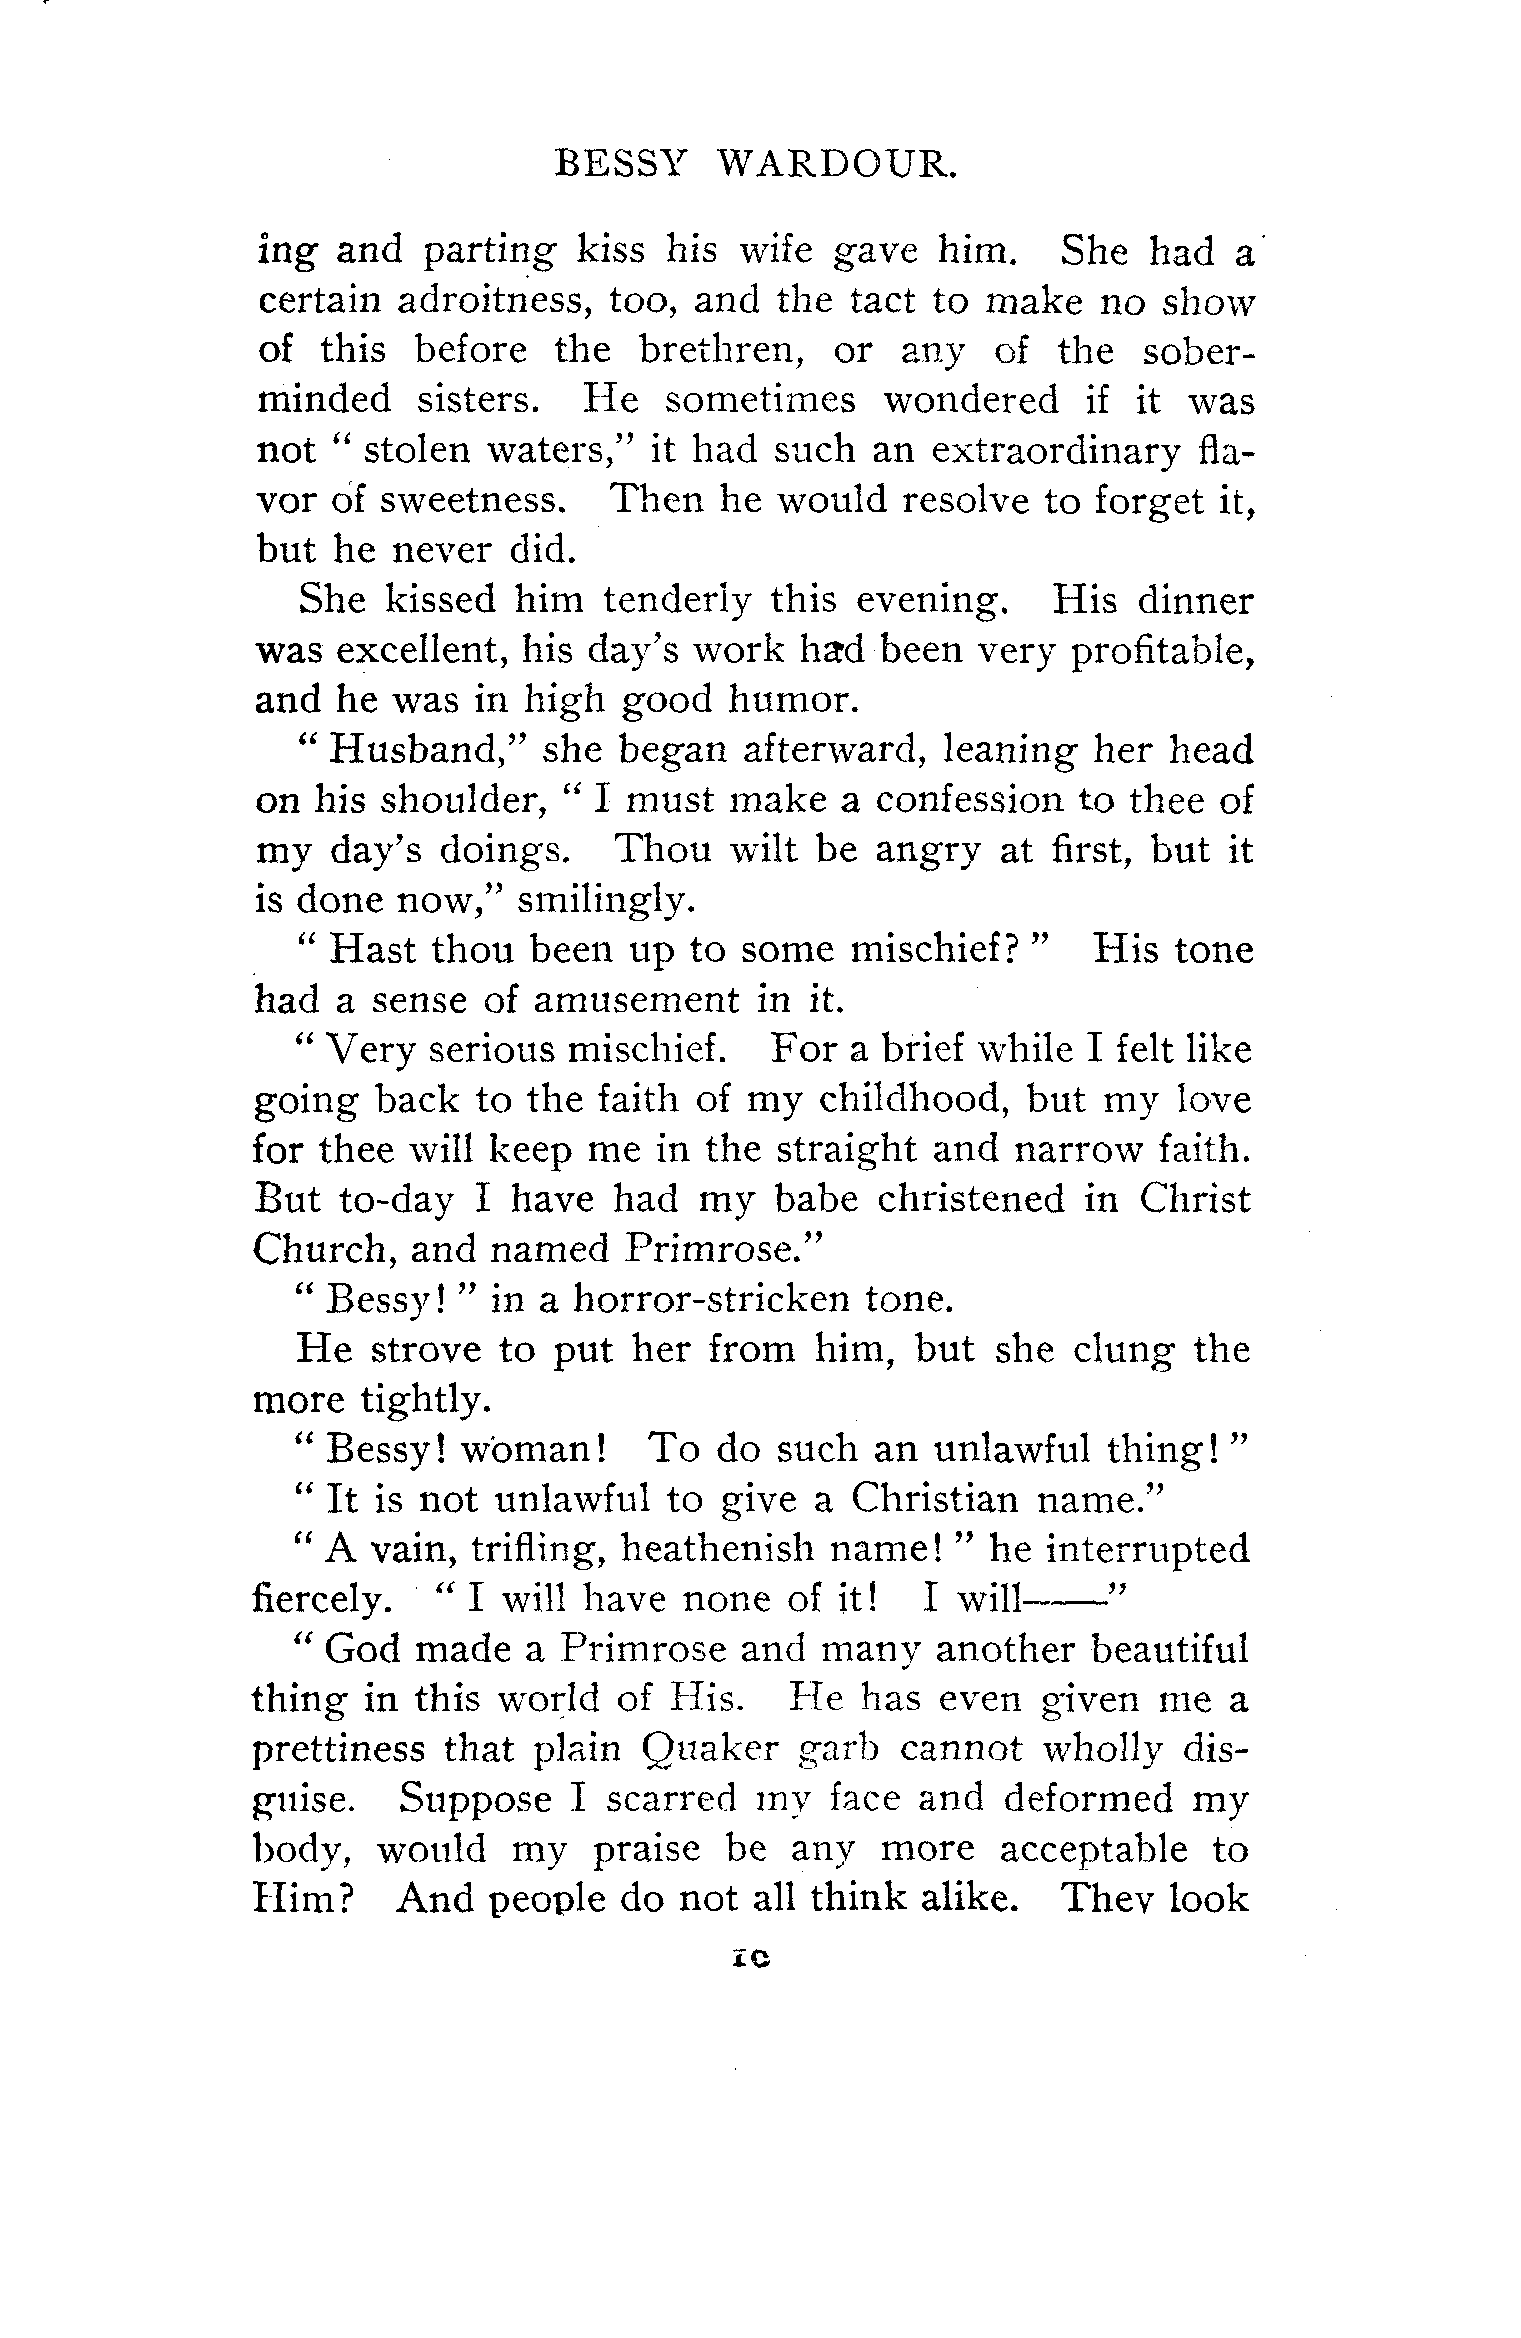 BESSY WARDOUR.
ing and parting kiss his wife gave him. She had a
certain adroitness, too, and the tact to make no show
of this before the brethren, or any of the sober-
minded sisters. He sometimes wondered if it was
not " stolen waters," it had such an extraordinary fla-
vor of sweetness. Then he would resolve to forget it,
but he never did.
She kissed him tenderly this evening. His dinner
was excellent, his day's work had been very profitable,
and he was in high good humor.
" Husband," she began afterward, leaning her head
on his shoulder, " I must make a confession to thee of
my day's doings. Thou wilt be angry at first, but it
is done now," smilingly.
" Hast thou been up to some mischief? " His tone
had a sense of amusement in it.
" Very serious mischief. For a brief while I felt like
going back to the faith of my childhood, but my love
for thee will keep me in the straight and narrow faith.
But to-day I have had my babe christened in Christ
Church, and named Primrose."
" Bessy! " in a horror-stricken tone.
He strove to put her from him, but she clung the
more tightly.
" Bessy! woman! To do such an unlawful thing! "
" It is not unlawful to give a Christian name."
" A vain, trifling, heathenish name! " he interrupted
fiercely. " I will have none of it! I will——"
" God made a Primrose and many another beautiful
thing in this world of His. He has even given me a
prettiness that plain Quaker garb cannot wholly dis-
guise. Suppose I scarred my face and deformed my
body, would my praise be any more acceptable to
Him? And people do not all think alike. They look
10